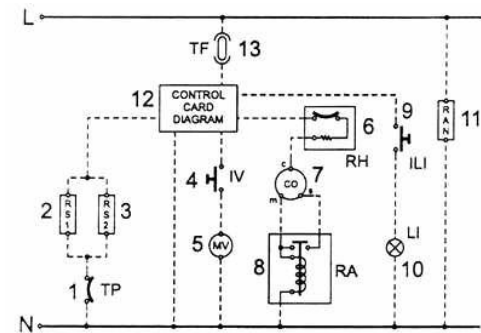 L
TF 13
12 CONTROL
CARD
DIAGRAM
9
6
RH
ILI
RAN 11
4 IV
c
7
CO
m s
2 RS1
RS2 3
5 MV
8
RA
LI
10
1 TP
N